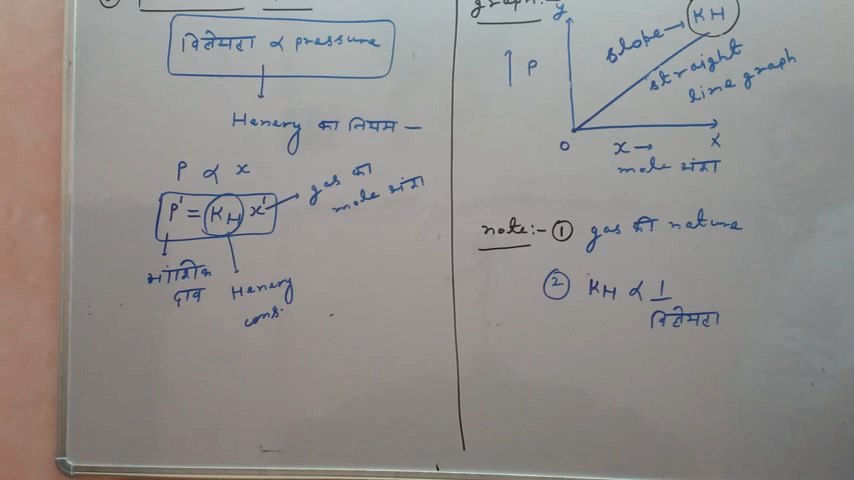 विलेयता ∝ pressure
Henery का नियम –
P ∝ x
P' = KH x'
gas का
mole अंश
आंशिक
दाब
Henery
cons.
graph:-
y
P
slope→ KH
straight
line graph
0
x→
X
mole अंश
note:- ① gas की nature
② KH ∝ 1
विलेयता